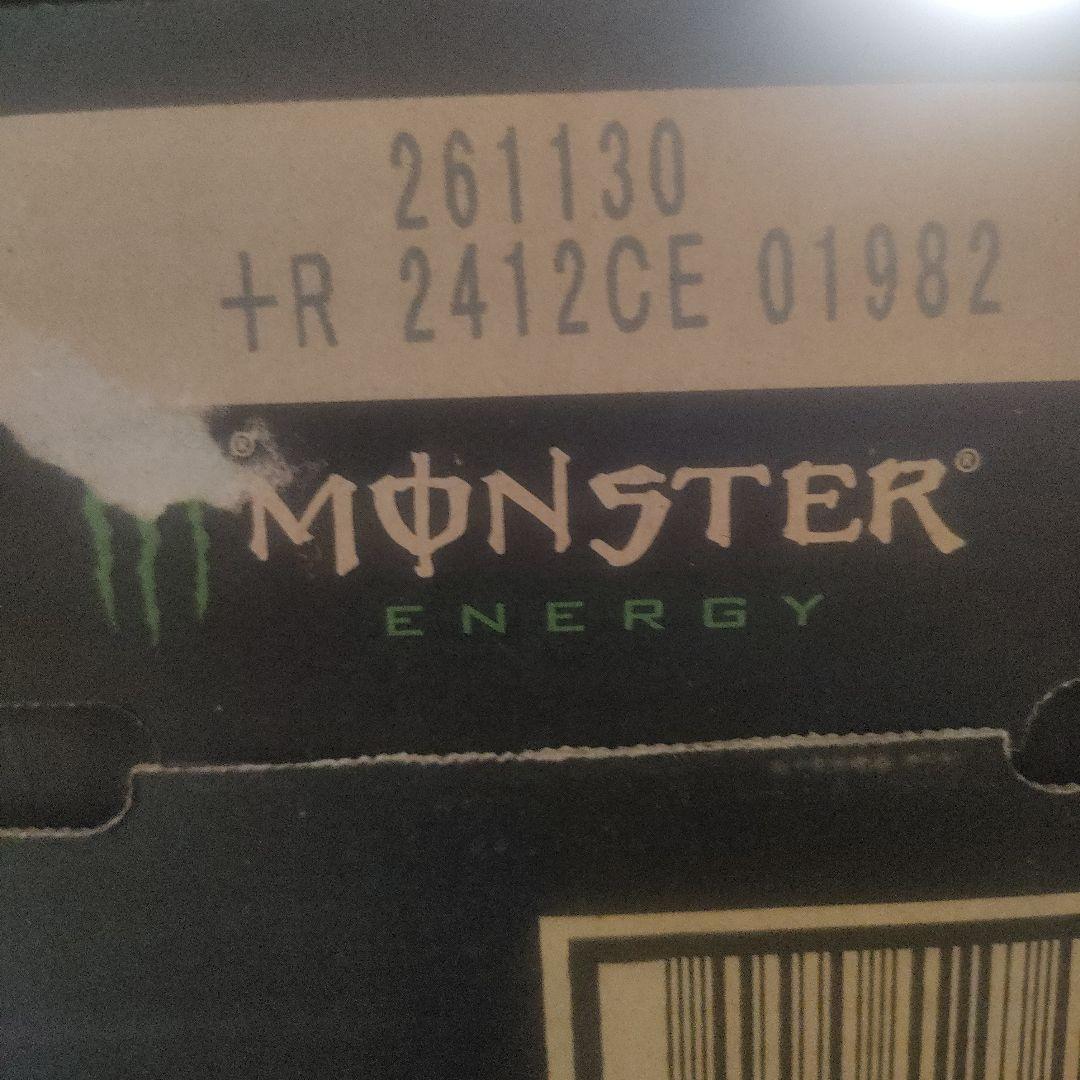 261130
+R 2412CE 01982
® MONSTER®
ENERGY